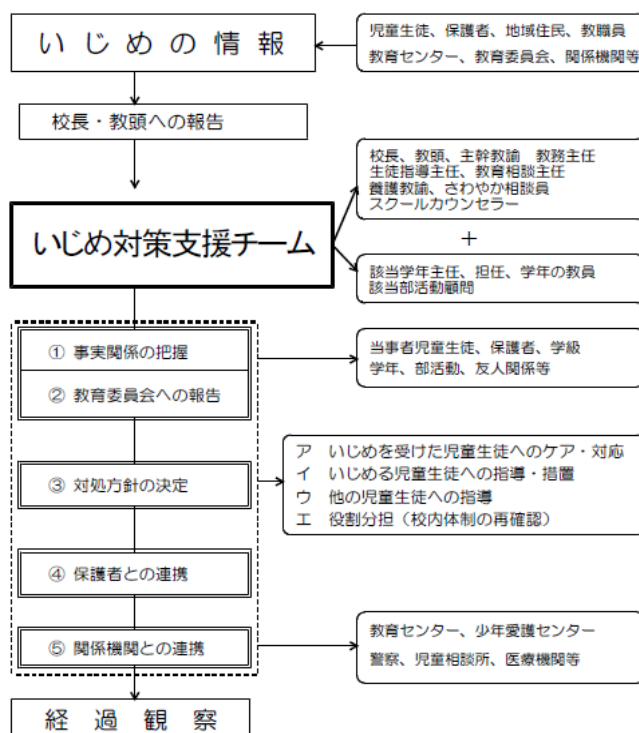 いじめの情報
児童生徒、保護者、地域住民、教職員
教育センター、教育委員会、関係機関等
校長・教頭への報告
校長、教頭、主幹教諭　教務主任
生徒指導主任、教育相談主任
養護教諭、さわやか相談員
スクールカウンセラー
いじめ対策支援チーム
＋
該当学年主任、担任、学年の教員
該当部活動顧問
① 事実関係の把握
② 教育委員会への報告
当事者児童生徒、保護者、学級
学年、部活動、友人関係等
③ 対処方針の決定
ア　いじめを受けた児童生徒へのケア・対応
イ　いじめる児童生徒への指導・措置
ウ　他の児童生徒への指導
エ　役割分担（校内体制の再確認）
④ 保護者との連携
⑤ 関係機関との連携
教育センター、少年愛護センター
警察、児童相談所、医療機関等
経過観察